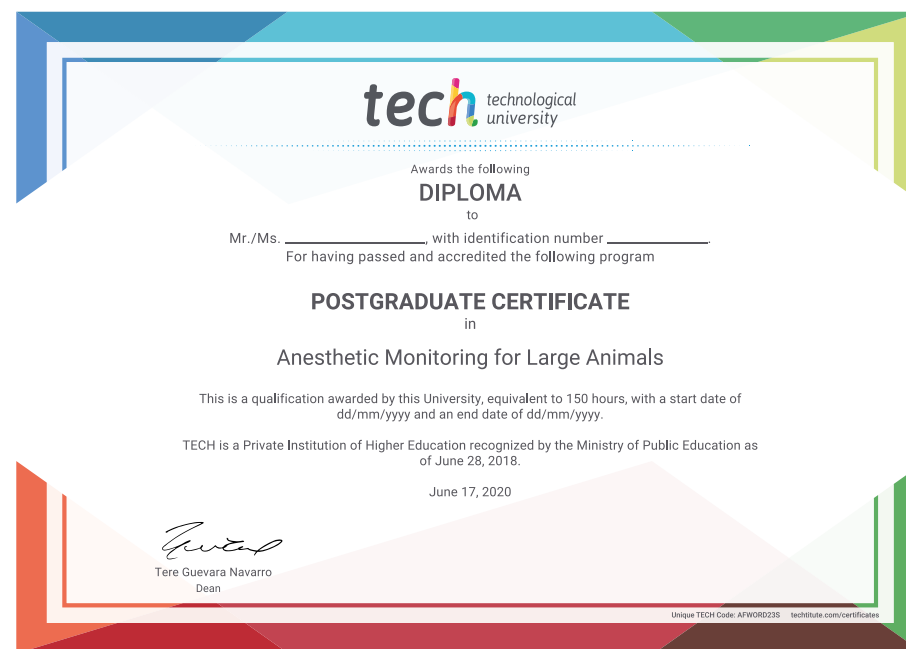 tech technological
university
Awards the following
DIPLOMA
to
Mr./Ms. ____________________, with identification number ______________.
For having passed and accredited the following program
POSTGRADUATE CERTIFICATE
in
Anesthetic Monitoring for Large Animals
This is a qualification awarded by this University, equivalent to 150 hours, with a start date of
dd/mm/yyyy and an end date of dd/mm/yyyy.
TECH is a Private Institution of Higher Education recognized by the Ministry of Public Education as
of June 28, 2018.
June 17, 2020
Tere Guevara Navarro
Dean
Unique TECH Code: AFWORD23S techtitute.com/certificates